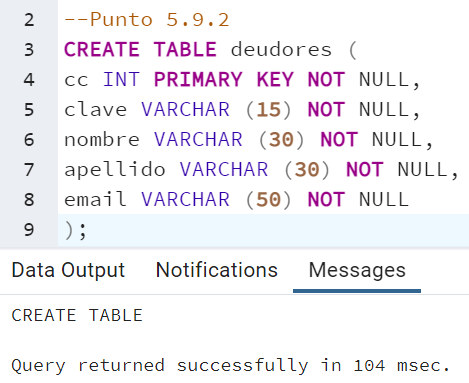 2 --Punto 5.9.2
3 CREATE TABLE deudores (
4 cc INT PRIMARY KEY NOT NULL,
5 clave VARCHAR (15) NOT NULL,
6 nombre VARCHAR (30) NOT NULL,
7 apellido VARCHAR (30) NOT NULL,
8 email VARCHAR (50) NOT NULL
9 );
Data Output Notifications Messages
CREATE TABLE
Query returned successfully in 104 msec.